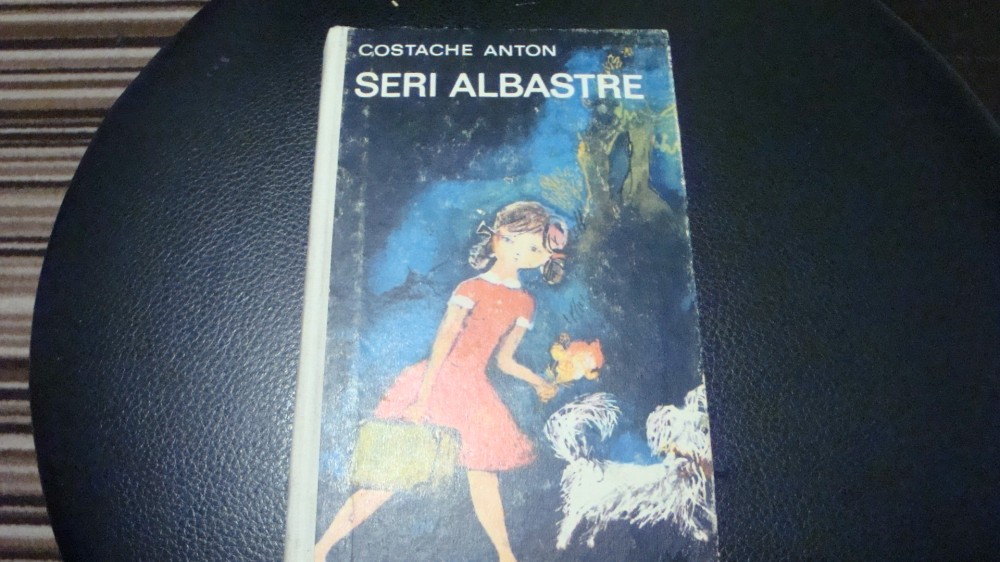 COSTACHE ANTON
SERI ALBASTRE